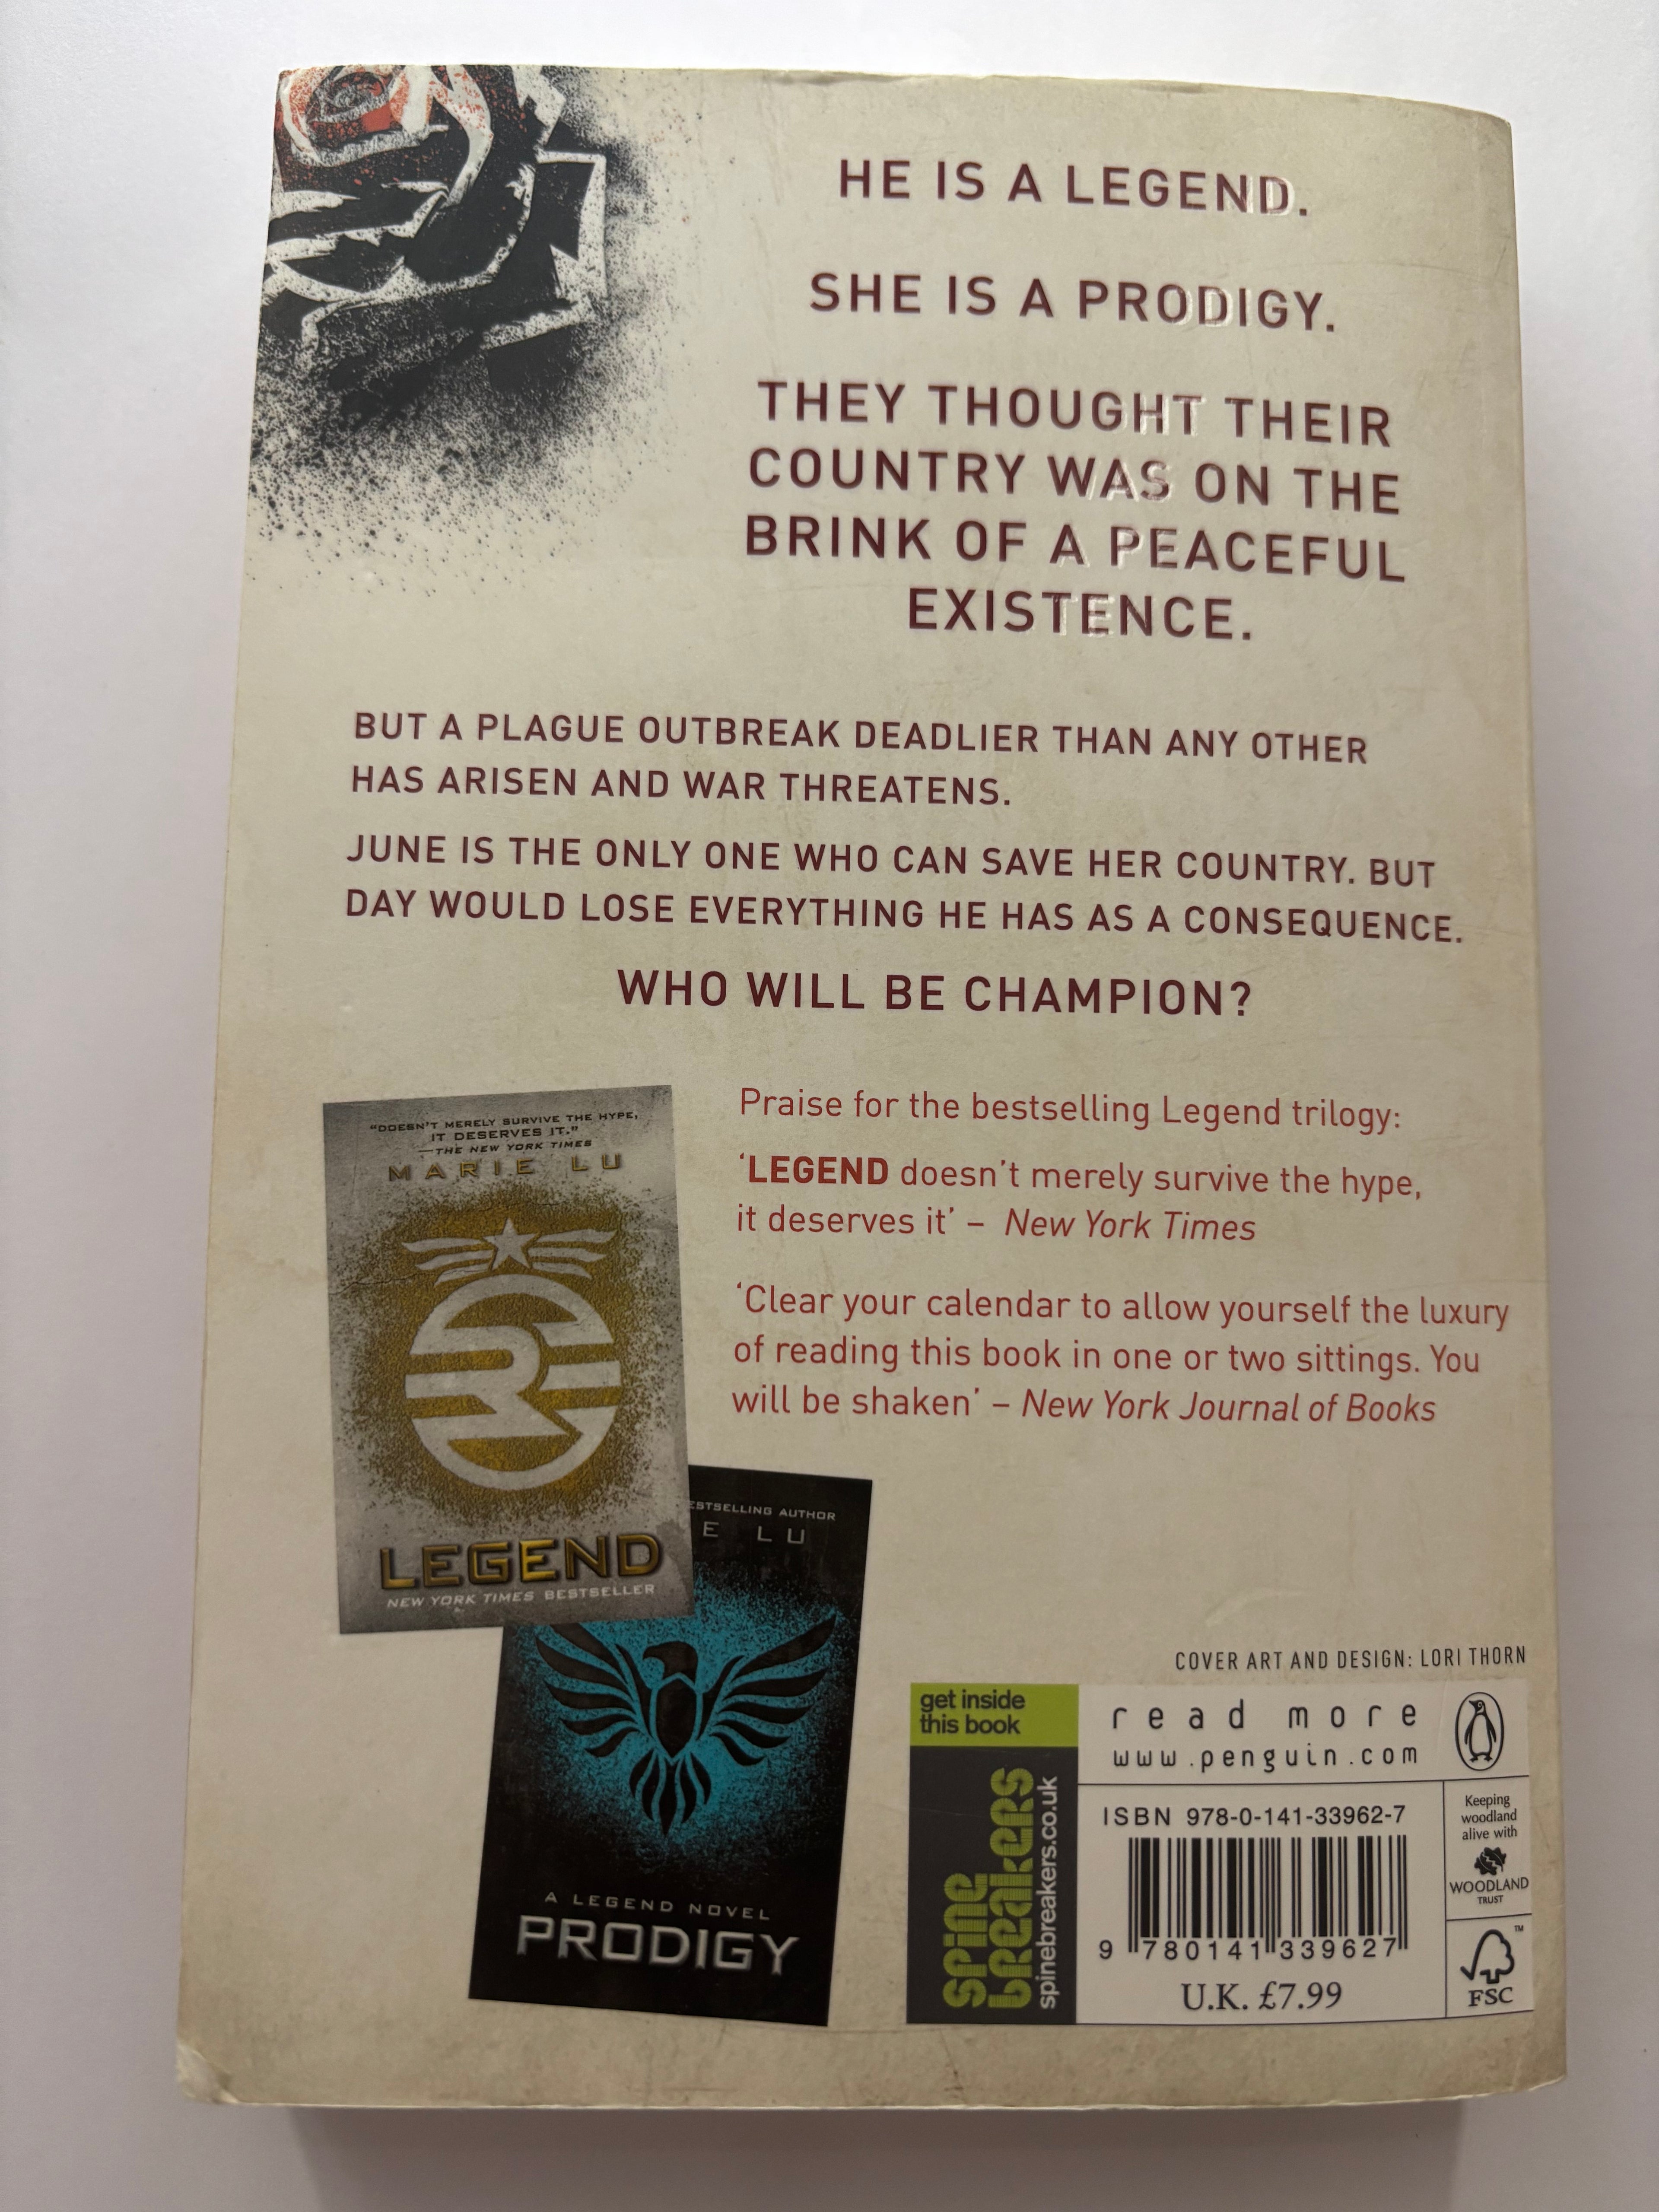 HE IS A LEGEND.
SHE IS A PRODIGY.
THEY THOUGHT THEIR
COUNTRY WAS ON THE
BRINK OF A PEACEFUL
EXISTENCE.
BUT A PLAGUE OUTBREAK DEADLIER THAN ANY OTHER
HAS ARISEN AND WAR THREATENS.
JUNE IS THE ONLY ONE WHO CAN SAVE HER COUNTRY. BUT
DAY WOULD LOSE EVERYTHING HE HAS AS A CONSEQUENCE.
WHO WILL BE CHAMPION?
Praise for the bestselling Legend trilogy:
‘LEGEND doesn’t merely survive the hype,
it deserves it’ – New York Times
‘Clear your calendar to allow yourself the luxury
of reading this book in one or two sittings. You
will be shaken’ – New York Journal of Books
“DOESN’T MERELY SURVIVE THE HYPE,
IT DESERVES IT.”
—THE NEW YORK TIMES
MARIE LU
R
LEGEND
NEW YORK TIMES BESTSELLER
ESTSELLING AUTHOR
E LU
A LEGEND NOVEL
PRODIGY
COVER ART AND DESIGN: LORI THORN
get inside
this book
spine
breakers
spinebreakers.co.uk
read more
www.penguin.com
ISBN 978-0-141-33962-7
9 780141 339627
U.K. £7.99
Keeping
woodland
alive with
WOODLAND
TRUST
TM
FSC